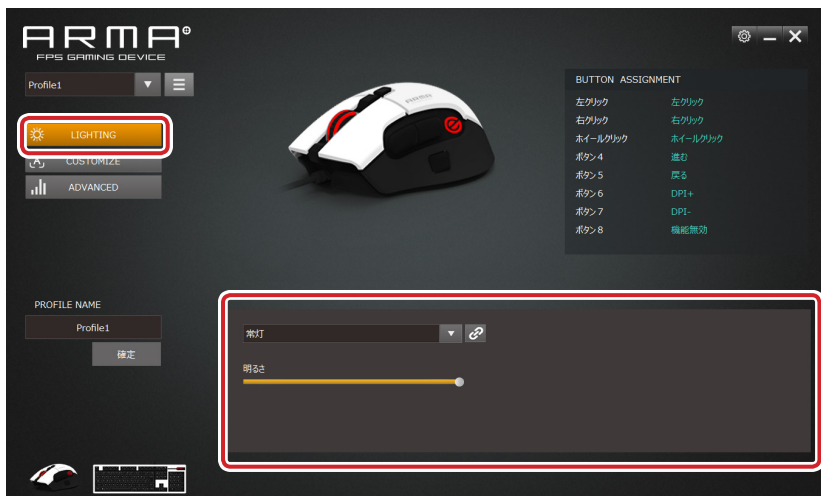 ARMA
FPS GAMING DEVICE
Profile1
LIGHTING
CUSTOMIZE
ADVANCED
ARMA
BUTTON ASSIGNMENT
左クリック 左クリック
右クリック 右クリック
ホイールクリック ホイールクリック
ボタン 4 進む
ボタン 5 戻る
ボタン 6 DPI+
ボタン 7 DPI-
ボタン 8 機能無効
PROFILE NAME
Profile1
確定
常灯
明るさ